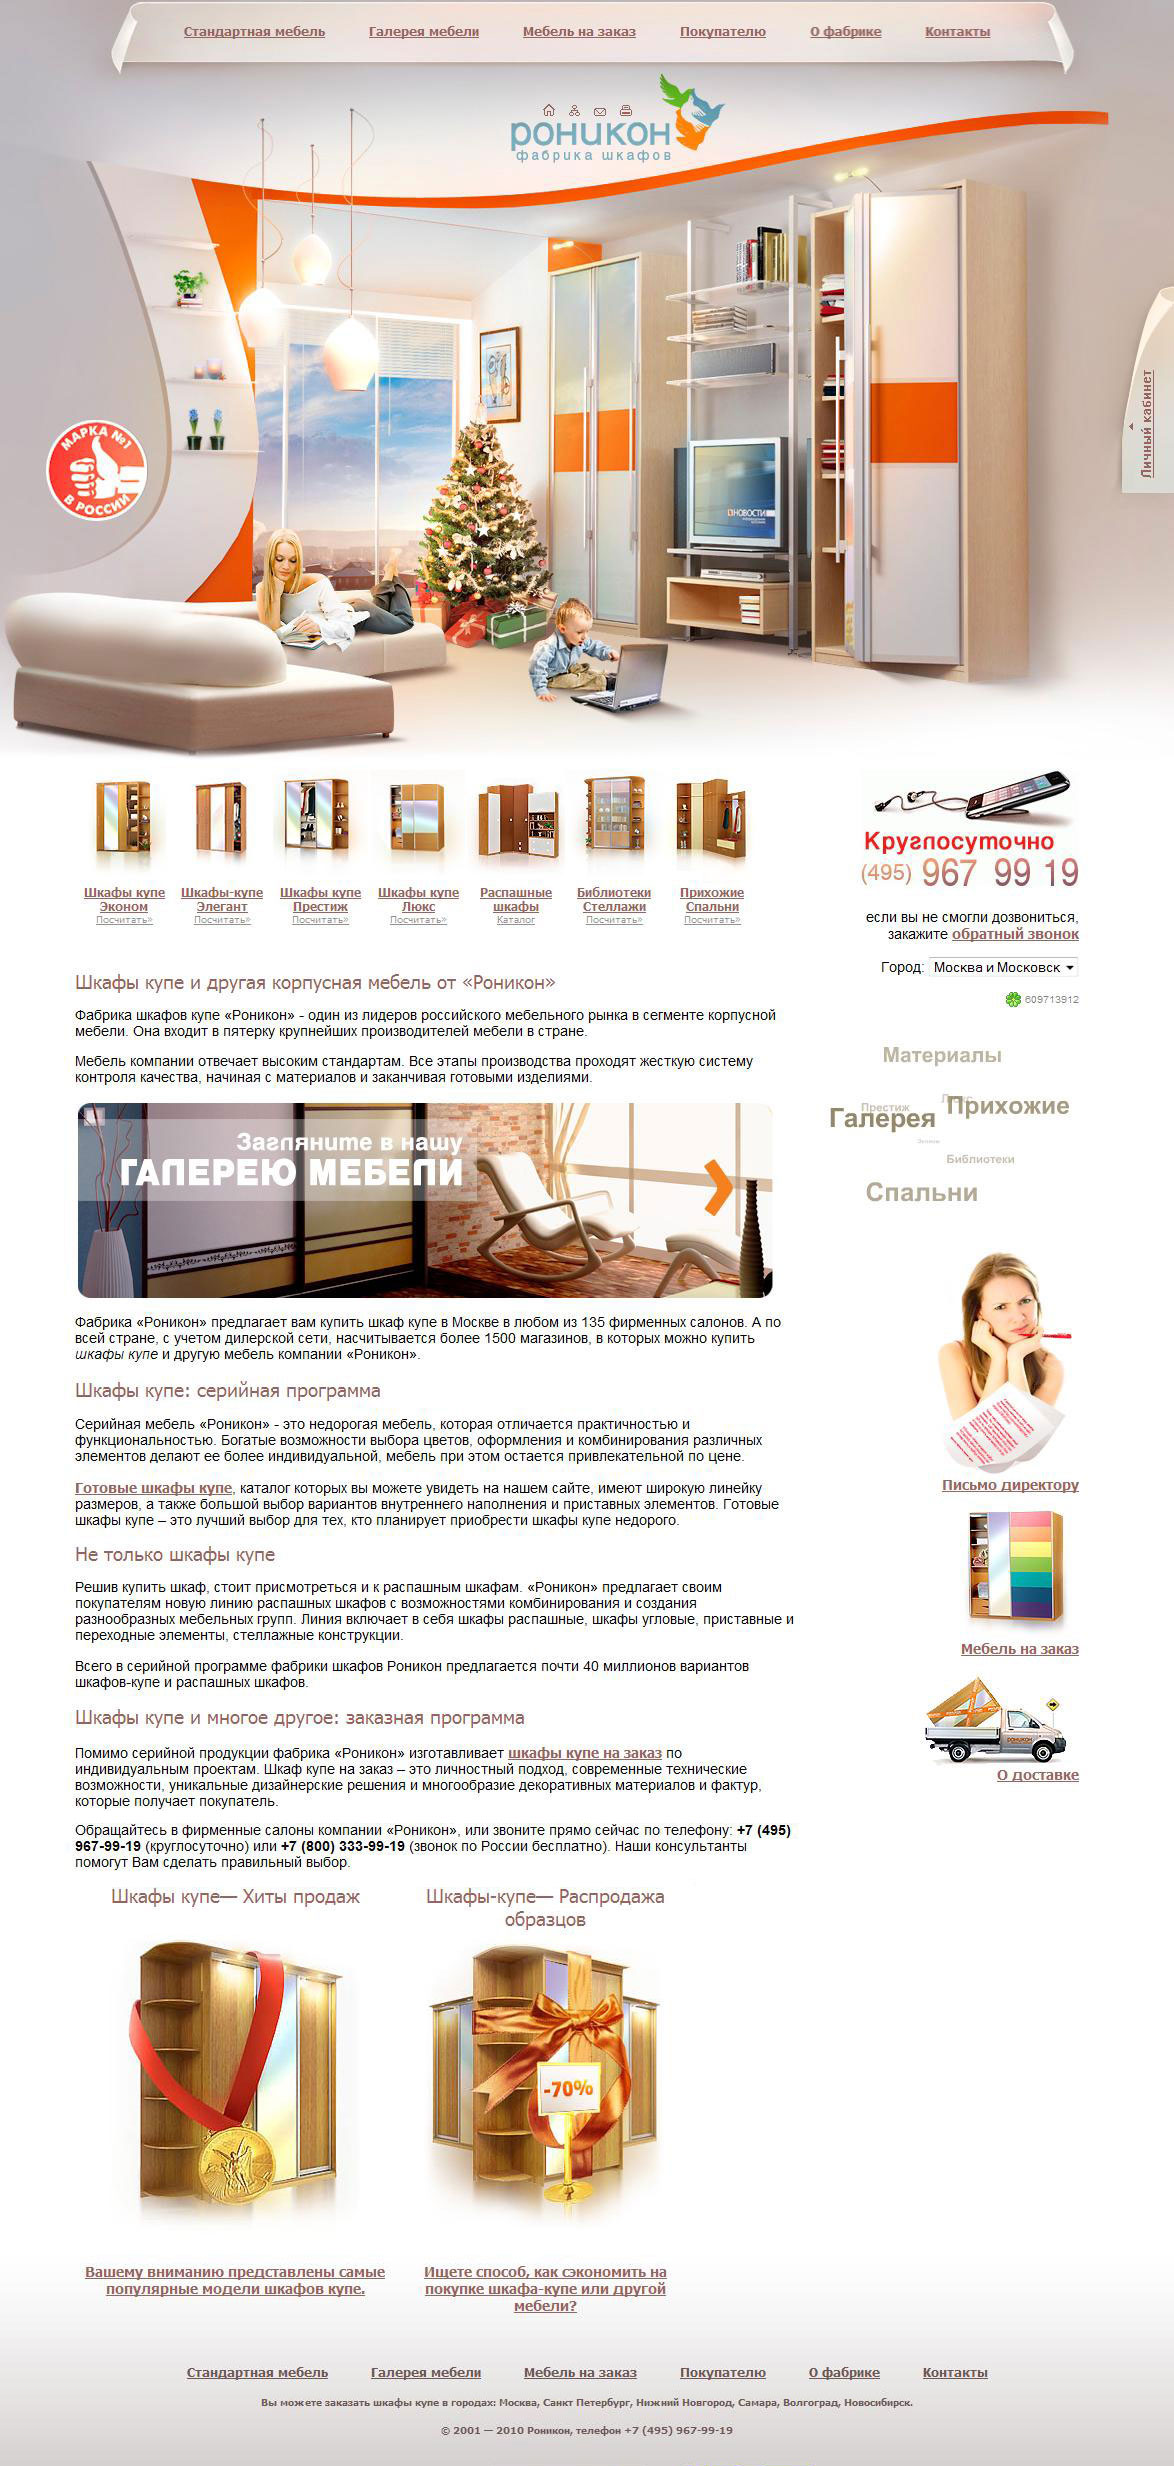 Стандартная мебель Галерея мебели Мебель на заказ Покупателю О фабрике Контакты
роникон
фабрика шкафов
Личный кабинет
МАРКА №1
В РОССИИ
НОВОСТИ
Шкафы купе Эконом
Посчитать»
Шкафы-купе Элегант
Посчитать»
Шкафы купе Престиж
Посчитать»
Шкафы купе Люкс
Посчитать»
Распашные шкафы
Каталог
Библиотеки Стеллажи
Посчитать»
Прихожие Спальни
Посчитать»
Круглосуточно
(495) 967 99 19
если вы не смогли дозвониться,
закажите обратный звонок
Город: Москва и Московск
609713912
Материалы
Престиж
Люкс
Галерея
Прихожие
Эконом
Библиотеки
Спальни
Письмо директору
Мебель на заказ
РОНИКОН
О доставке
Шкафы купе и другая корпусная мебель от «Роникон»
Фабрика шкафов купе «Роникон» - один из лидеров российского мебельного рынка в сегменте корпусной
мебели. Она входит в пятерку крупнейших производителей мебели в стране.
Мебель компании отвечает высоким стандартам. Все этапы производства проходят жесткую систему
контроля качества, начиная с материалов и заканчивая готовыми изделиями.
Загляните в нашу
ГАЛЕРЕЮ МЕБЕЛИ
Фабрика «Роникон» предлагает вам купить шкаф купе в Москве в любом из 135 фирменных салонов. А по
всей стране, с учетом дилерской сети, насчитывается более 1500 магазинов, в которых можно купить
шкафы купе и другую мебель компании «Роникон».
Шкафы купе: серийная программа
Серийная мебель «Роникон» - это недорогая мебель, которая отличается практичностью и
функциональностью. Богатые возможности выбора цветов, оформления и комбинирования различных
элементов делают ее более индивидуальной, мебель при этом остается привлекательной по цене.
Готовые шкафы купе, каталог которых вы можете увидеть на нашем сайте, имеют широкую линейку
размеров, а также большой выбор вариантов внутреннего наполнения и приставных элементов. Готовые
шкафы купе – это лучший выбор для тех, кто планирует приобрести шкафы купе недорого.
Не только шкафы купе
Решив купить шкаф, стоит присмотреться и к распашным шкафам. «Роникон» предлагает своим
покупателям новую линию распашных шкафов с возможностями комбинирования и создания
разнообразных мебельных групп. Линия включает в себя шкафы распашные, шкафы угловые, приставные и
переходные элементы, стеллажные конструкции.
Всего в серийной программе фабрики шкафов Роникон предлагается почти 40 миллионов вариантов
шкафов-купе и распашных шкафов.
Шкафы купе и многое другое: заказная программа
Помимо серийной продукции фабрика «Роникон» изготавливает шкафы купе на заказ по
индивидуальным проектам. Шкаф купе на заказ – это личностный подход, современные технические
возможности, уникальные дизайнерские решения и многообразие декоративных материалов и фактур,
которые получает покупатель.
Обращайтесь в фирменные салоны компании «Роникон», или звоните прямо сейчас по телефону: +7 (495)
967-99-19 (круглосуточно) или +7 (800) 333-99-19 (звонок по России бесплатно). Наши консультанты
помогут Вам сделать правильный выбор.
Шкафы купе— Хиты продаж
Шкафы-купе— Распродажа
образцов
-70%
Вашему вниманию представлены самые
популярные модели шкафов купе.
Ищете способ, как сэкономить на
покупке шкафа-купе или другой
мебели?
Стандартная мебель Галерея мебели Мебель на заказ Покупателю О фабрике Контакты
Вы можете заказать шкафы купе в городах: Москва, Санкт Петербург, Нижний Новгород, Самара, Волгоград, Новосибирск.
© 2001 — 2010 Роникон, телефон +7 (495) 967-99-19